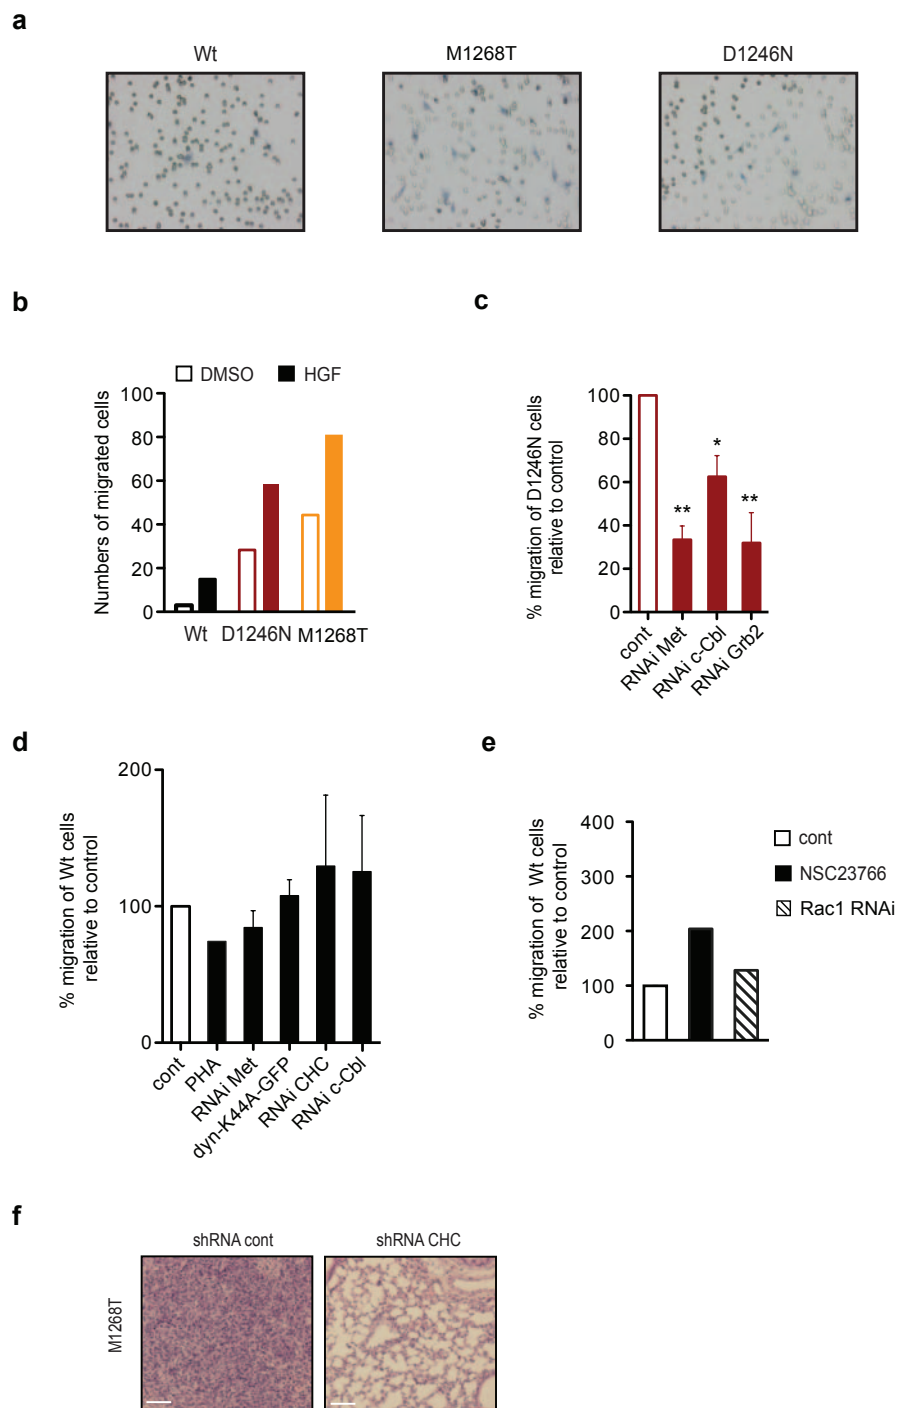 a
Wt
M1268T
D1246N
b
c
DMSO
HGF
Numbers of migrated cells
100
80
60
40
20
0
Wt
D1246N
M1268T
% migration of D1246N cells
relative to control
100
80
60
40
20
0
**
*
**
cont
RNAi Met
RNAi c-Cbl
RNAi Grb2
d
e
% migration of Wt cells
relative to control
200
100
0
cont
PHA
RNAi Met
dyn-K44A-GFP
RNAi CHC
RNAi c-Cbl
% migration of Wt cells
relative to control
400
300
200
100
0
cont
NSC23766
Rac1 RNAi
f
shRNA cont
shRNA CHC
M1268T